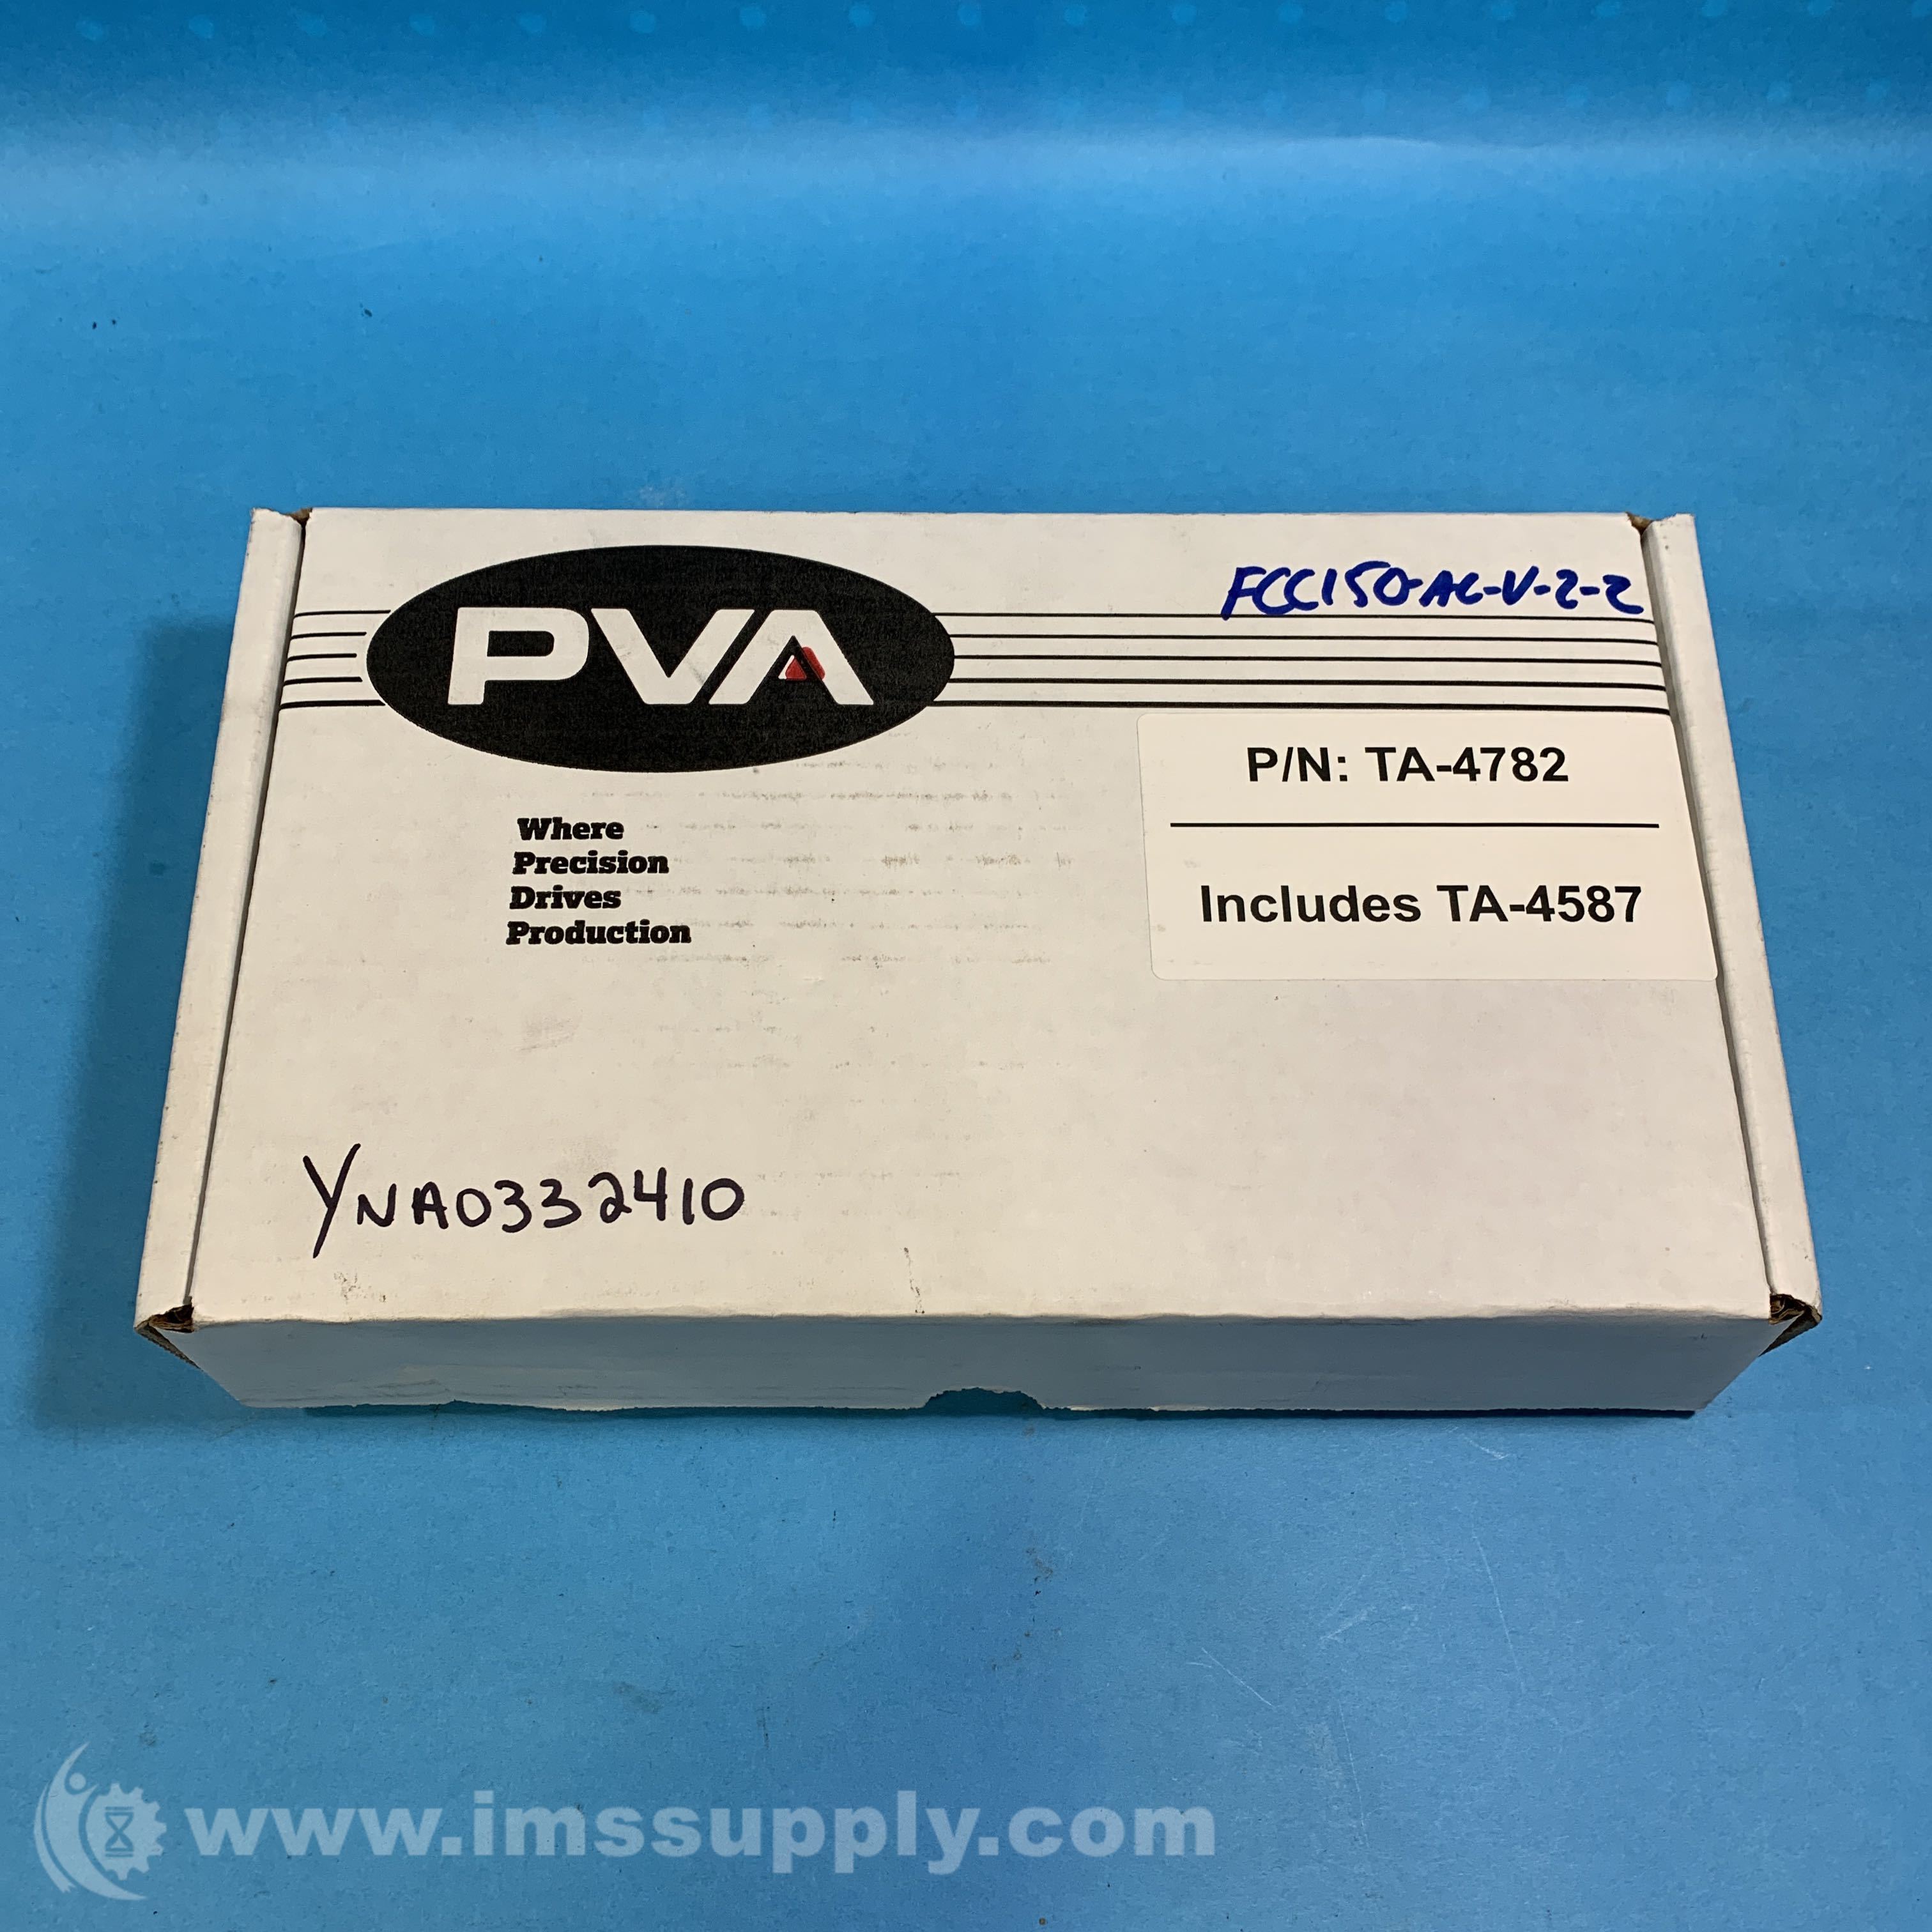 FCC150-AC-V-2-2
PVA
P/N: TA-4782
Includes TA-4587
Where
Precision
Drives
Production
YNA0332410
www.imssupply.com